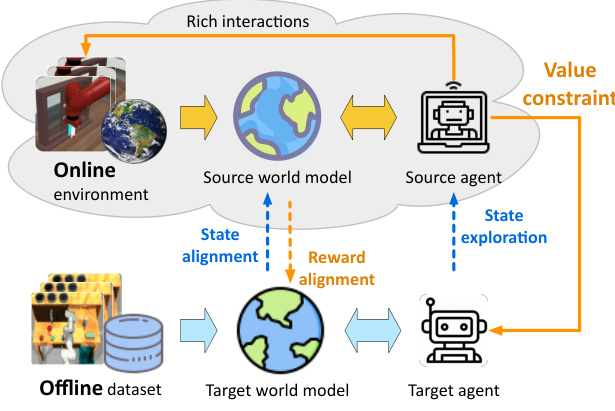 Rich interactions
Value
constraint
Online
environment
Source world model
Source agent
State
alignment
Reward
alignment
State
exploration
Offline dataset
Target world model
Target agent